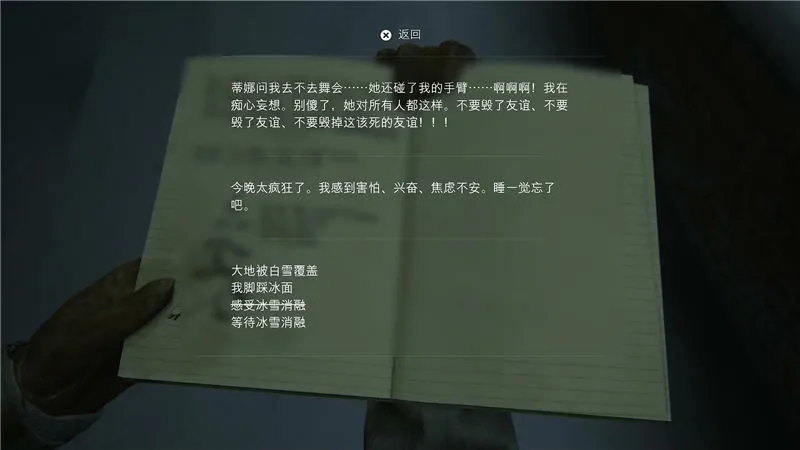 返回
蒂娜问我去不去舞会……她还碰了我的手臂……啊啊啊！我在
痴心妄想。别傻了，她对所有人都这样。不要毁了友谊、不要
毁了友谊、不要毁掉这该死的友谊！！！
今晚太疯狂了。我感到害怕、兴奋、焦虑不安。睡一觉忘了
吧。
大地被白雪覆盖
我脚踩冰面
感受冰雪消融
等待冰雪消融